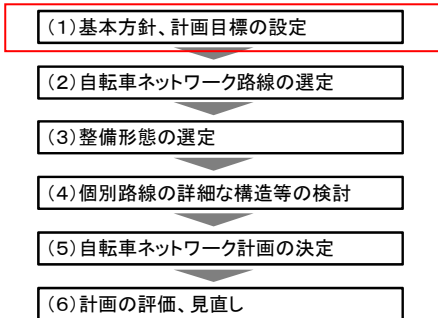 (1)基本方針、計画目標の設定
(2)自転車ネットワーク路線の選定
(3)整備形態の選定
(4)個別路線の詳細な構造等の検討
(5)自転車ネットワーク計画の決定
(6)計画の評価、見直し